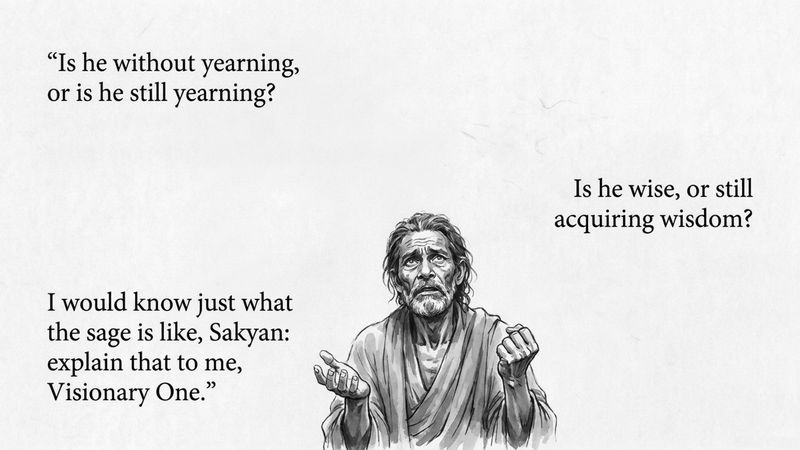 “Is he without yearning,
or is he still yearning?
Is he wise, or still
acquiring wisdom?
I would know just what
the sage is like, Sakyan:
explain that to me,
Visionary One.”